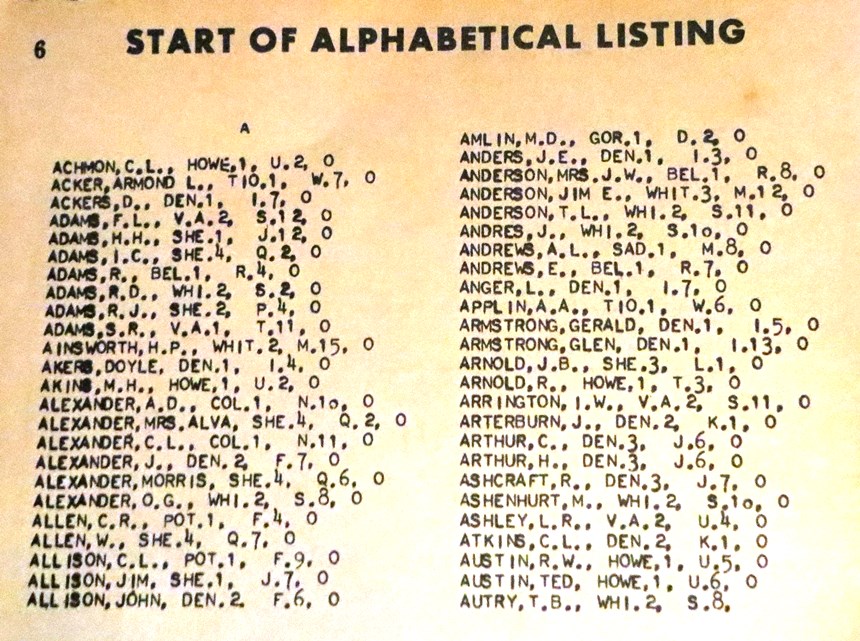 6 START OF ALPHABETICAL LISTING
A
ACHMON, C.L., HOWE,1, U.2, O
ACKER, ARMOND L., TIO.1, W.7, O
ACKERS, D., DEN.1, I.7, O
ADAMS, F.L., V.A.2, S.12, O
ADAMS, H.H., SHE.1, J.12, O
ADAMS, I.C., SHE.4, Q.2, O
ADAMS, R., BEL.1, R.4, O
ADAMS, R.D., WHI.2, S.2, O
ADAMS, R.J., SHE.2, P.4, O
ADAMS, S.R., V.A.1, T.11, O
AINSWORTH, H.P., WHIT.2, M.15, O
AKERS, DOYLE, DEN.1, I.4, O
AKINS, M.H., HOWE,1, U.2, O
ALEXANDER, A.D., COL.1, N.10, O
ALEXANDER, MRS. ALVA, SHE.4, Q.2, O
ALEXANDER, C.L., COL.1, N.11, O
ALEXANDER, J., DEN.2, F.7, O
ALEXANDER, MORRIS, SHE.4, Q.6, O
ALEXANDER, O.G., WHI.2, S.8, O
ALLEN, C.R., POT.1, F.4, O
ALLEN, W., SHE.4, Q.7, O
ALLISON, C.L., POT.1, F.9, O
ALLISON, JIM, SHE.1, J.7, O
ALLISON, JOHN, DEN.2. F.6, O
AMLIN, M.D., GOR.1, D.2, O
ANDERS, J.E., DEN.1, I.3, O
ANDERSON, MRS. J.W., BEL.1, R.8, O
ANDERSON, JIM E., WHIT.3, M.12, O
ANDERSON, T.L., WHI.2, S.11, O
ANDRES, J., WHI.2, S.10, O
ANDREWS, A.L., SAD.1, M.8, O
ANDREWS, E., BEL.1, R.7, O
ANGER, L., DEN.1, I.7, O
APPLIN, A.A., TIO.1, W.6, O
ARMSTRONG, GERALD, DEN.1, I.5, O
ARMSTRONG, GLEN, DEN.1, I.13, O
ARNOLD, J.B., SHE.3, L.1, O
ARNOLD, R., HOWE,1, T.3, O
ARRINGTON, I.W., V.A.2, S.11, O
ARTERBURN, J., DEN.2, K.1, O
ARTHUR, C., DEN.3, J.6, O
ARTHUR, H., DEN.3, J.6, O
ASHCRAFT, R., DEN.3, J.7, O
ASHENHURT, M., WHI.2, S.10, O
ASHLEY, L.R., V.A.2, U.4, O
ATKINS, C.L., DEN.2, K.1, O
AUSTIN, R.W., HOWE,1, U.5, O
AUSTIN, TED, HOWE,1, U.6, O
AUTRY, T.B., WHI.2, S.8,